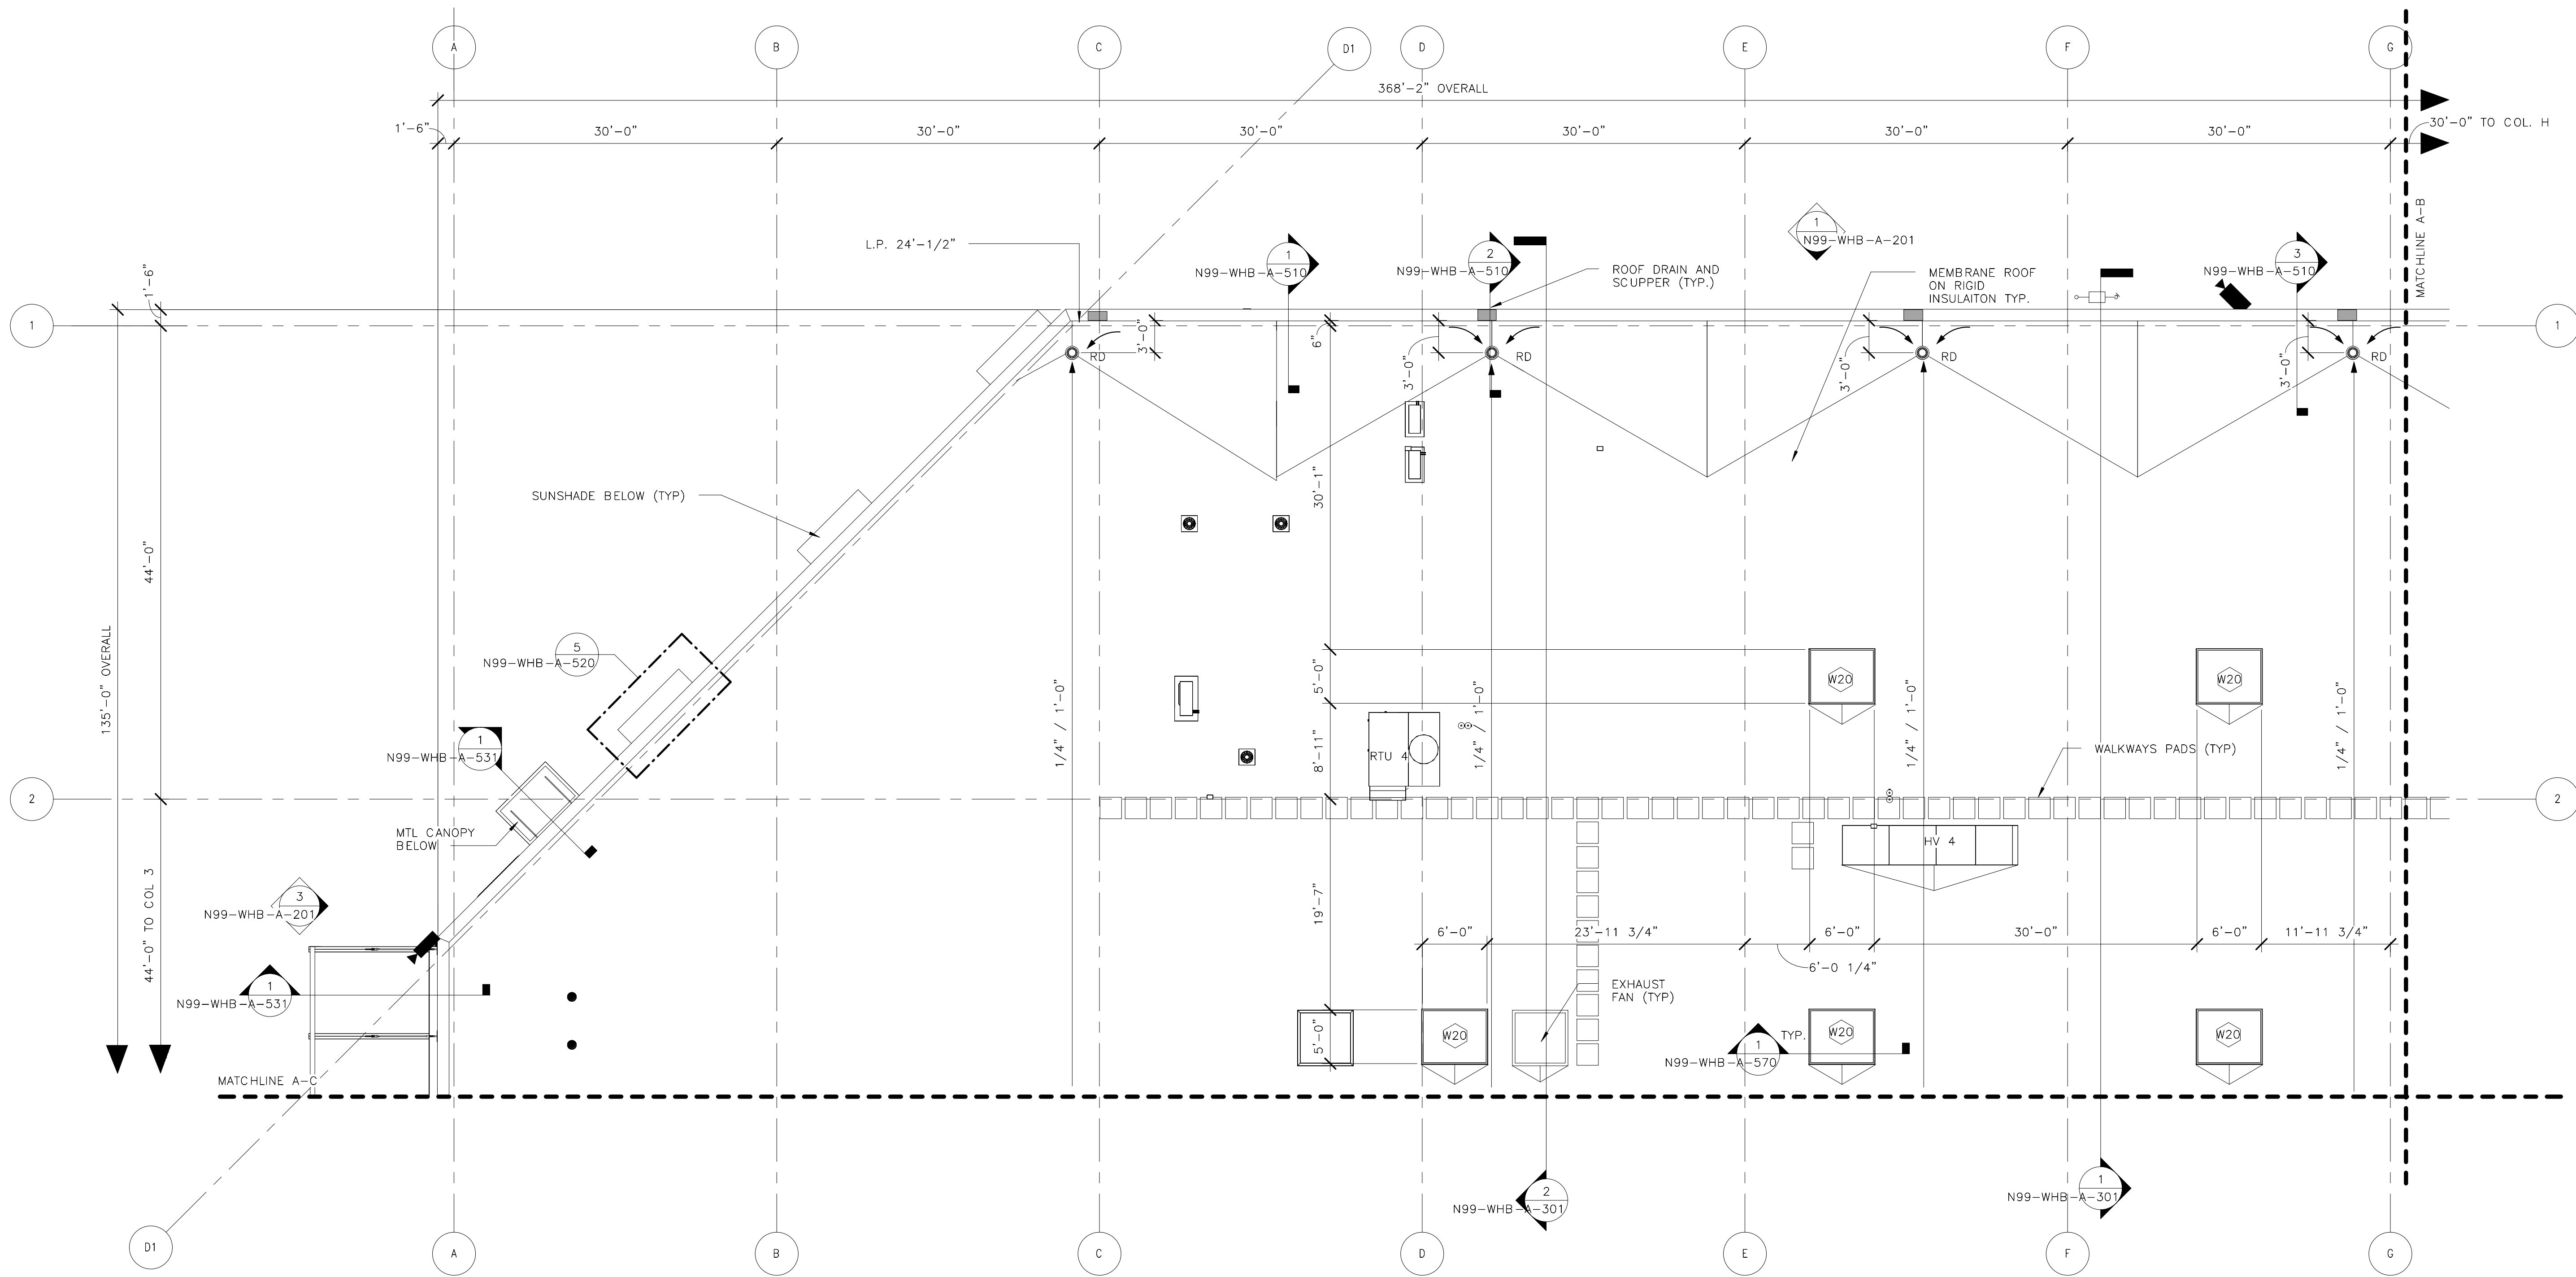 A
B
C
D1
D
E
F
G
368'-2" OVERALL
1'-6"
30'-0"
30'-0"
30'-0"
30'-0"
30'-0"
30'-0"
30'-0" TO COL. H
MATCHLINE A-B
L.P. 24'-1/2"
1
N99-WHB-A-510
2
N99-WHB-A-510
ROOF DRAIN AND
SCUPPER (TYP.)
1
N99-WHB-A-201
MEMBRANE ROOF
ON RIGID
INSULAITON TYP.
3
N99-WHB-A-510
1'-6"
1
1
RD
3'-0"
6"
3'-0"
RD
3'-0"
RD
3'-0"
RD
SUNSHADE BELOW (TYP)
30'-1"
44'-0"
135'-0" OVERALL
5
N99-WHB-A-520
5'-0"
W20
W20
1/4" / 1'-0"
1/4" / 1'-0"
1/4" / 1'-0"
1/4" / 1'-0"
1
N99-WHB-A-531
8'-11"
RTU 4
WALKWAYS PADS (TYP)
2
2
MTL CANOPY
BELOW
HV 4
44'-0" TO COL 3
3
N99-WHB-A-201
19'-7"
6'-0"
23'-11 3/4"
6'-0"
30'-0"
6'-0"
11'-11 3/4"
6'-0 1/4"
1
N99-WHB-A-531
EXHAUST
FAN (TYP)
5'-0"
W20
TYP.
1
N99-WHB-A-570
W20
W20
MATCHLINE A-C
2
N99-WHB-A-301
1
N99-WHB-A-301
D1
A
B
C
D
E
F
G